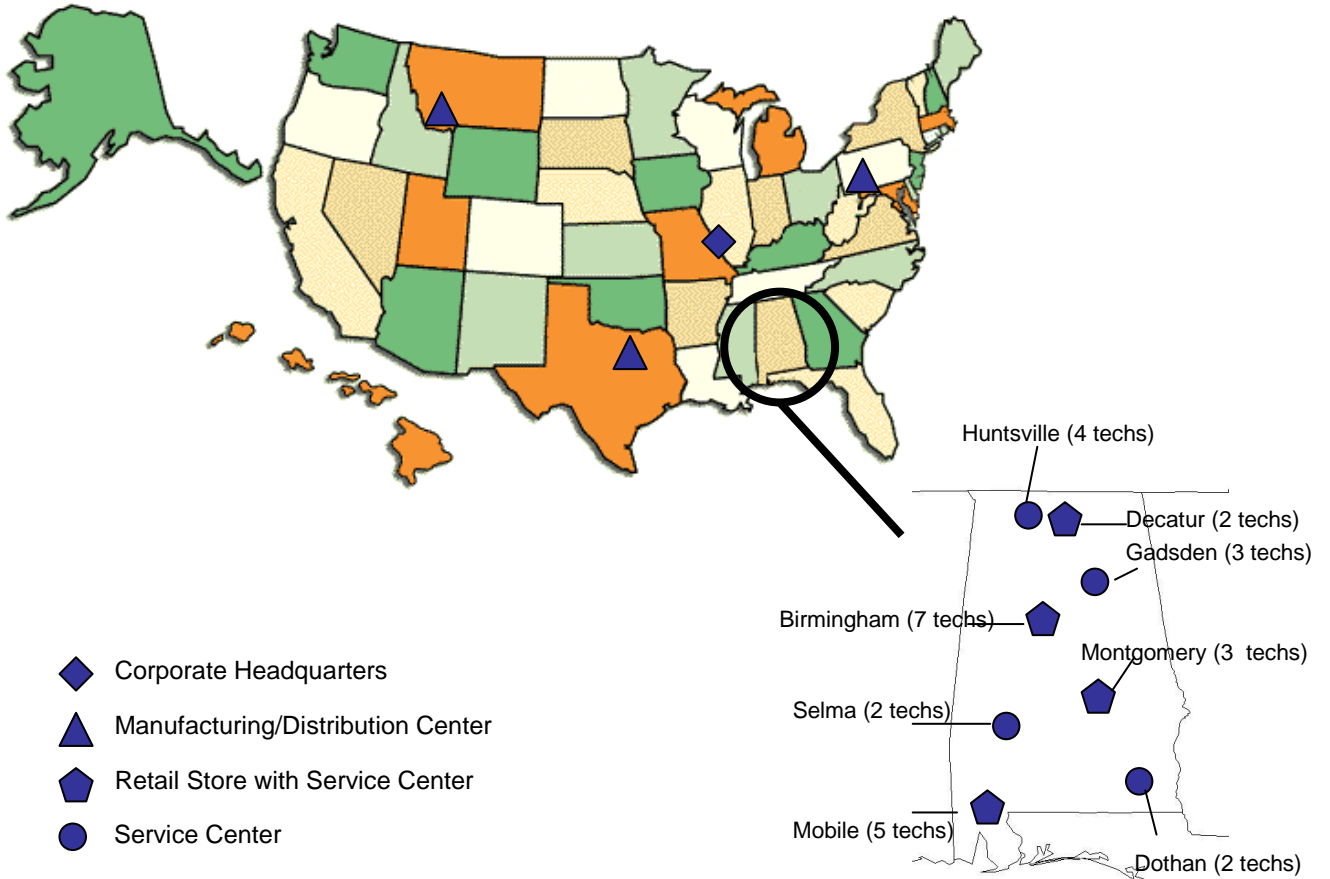 Huntsville (4 techs)
Decatur (2 techs)
Gadsden (3 techs)
Birmingham (7 techs)
Montgomery (3 techs)
Selma (2 techs)
Mobile (5 techs)
Dothan (2 techs)
Corporate Headquarters
Manufacturing/Distribution Center
Retail Store with Service Center
Service Center